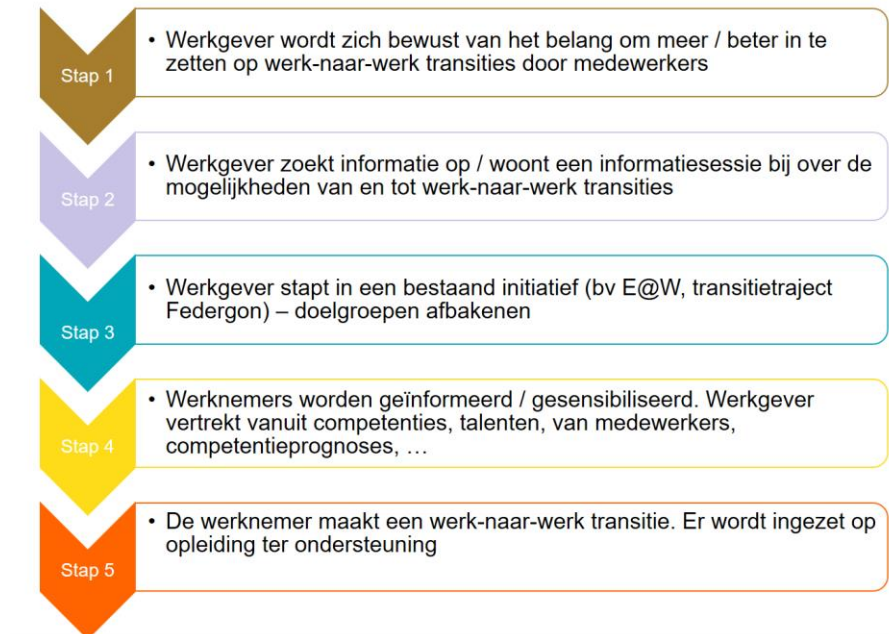 Stap 1
• Werkgever wordt zich bewust van het belang om meer / beter in te
zetten op werk-naar-werk transities door medewerkers
Stap 2
• Werkgever zoekt informatie op / woont een informatiesessie bij over de
mogelijkheden van en tot werk-naar-werk transities
Stap 3
• Werkgever stapt in een bestaand initiatief (bv E@W, transitietraject
Federgon) – doelgroepen afbakenen
Stap 4
• Werknemers worden geïnformeerd / gesensibiliseerd. Werkgever
vertrekt vanuit competenties, talenten, van medewerkers,
competentieprognoses, …
Stap 5
• De werknemer maakt een werk-naar-werk transitie. Er wordt ingezet op
opleiding ter ondersteuning